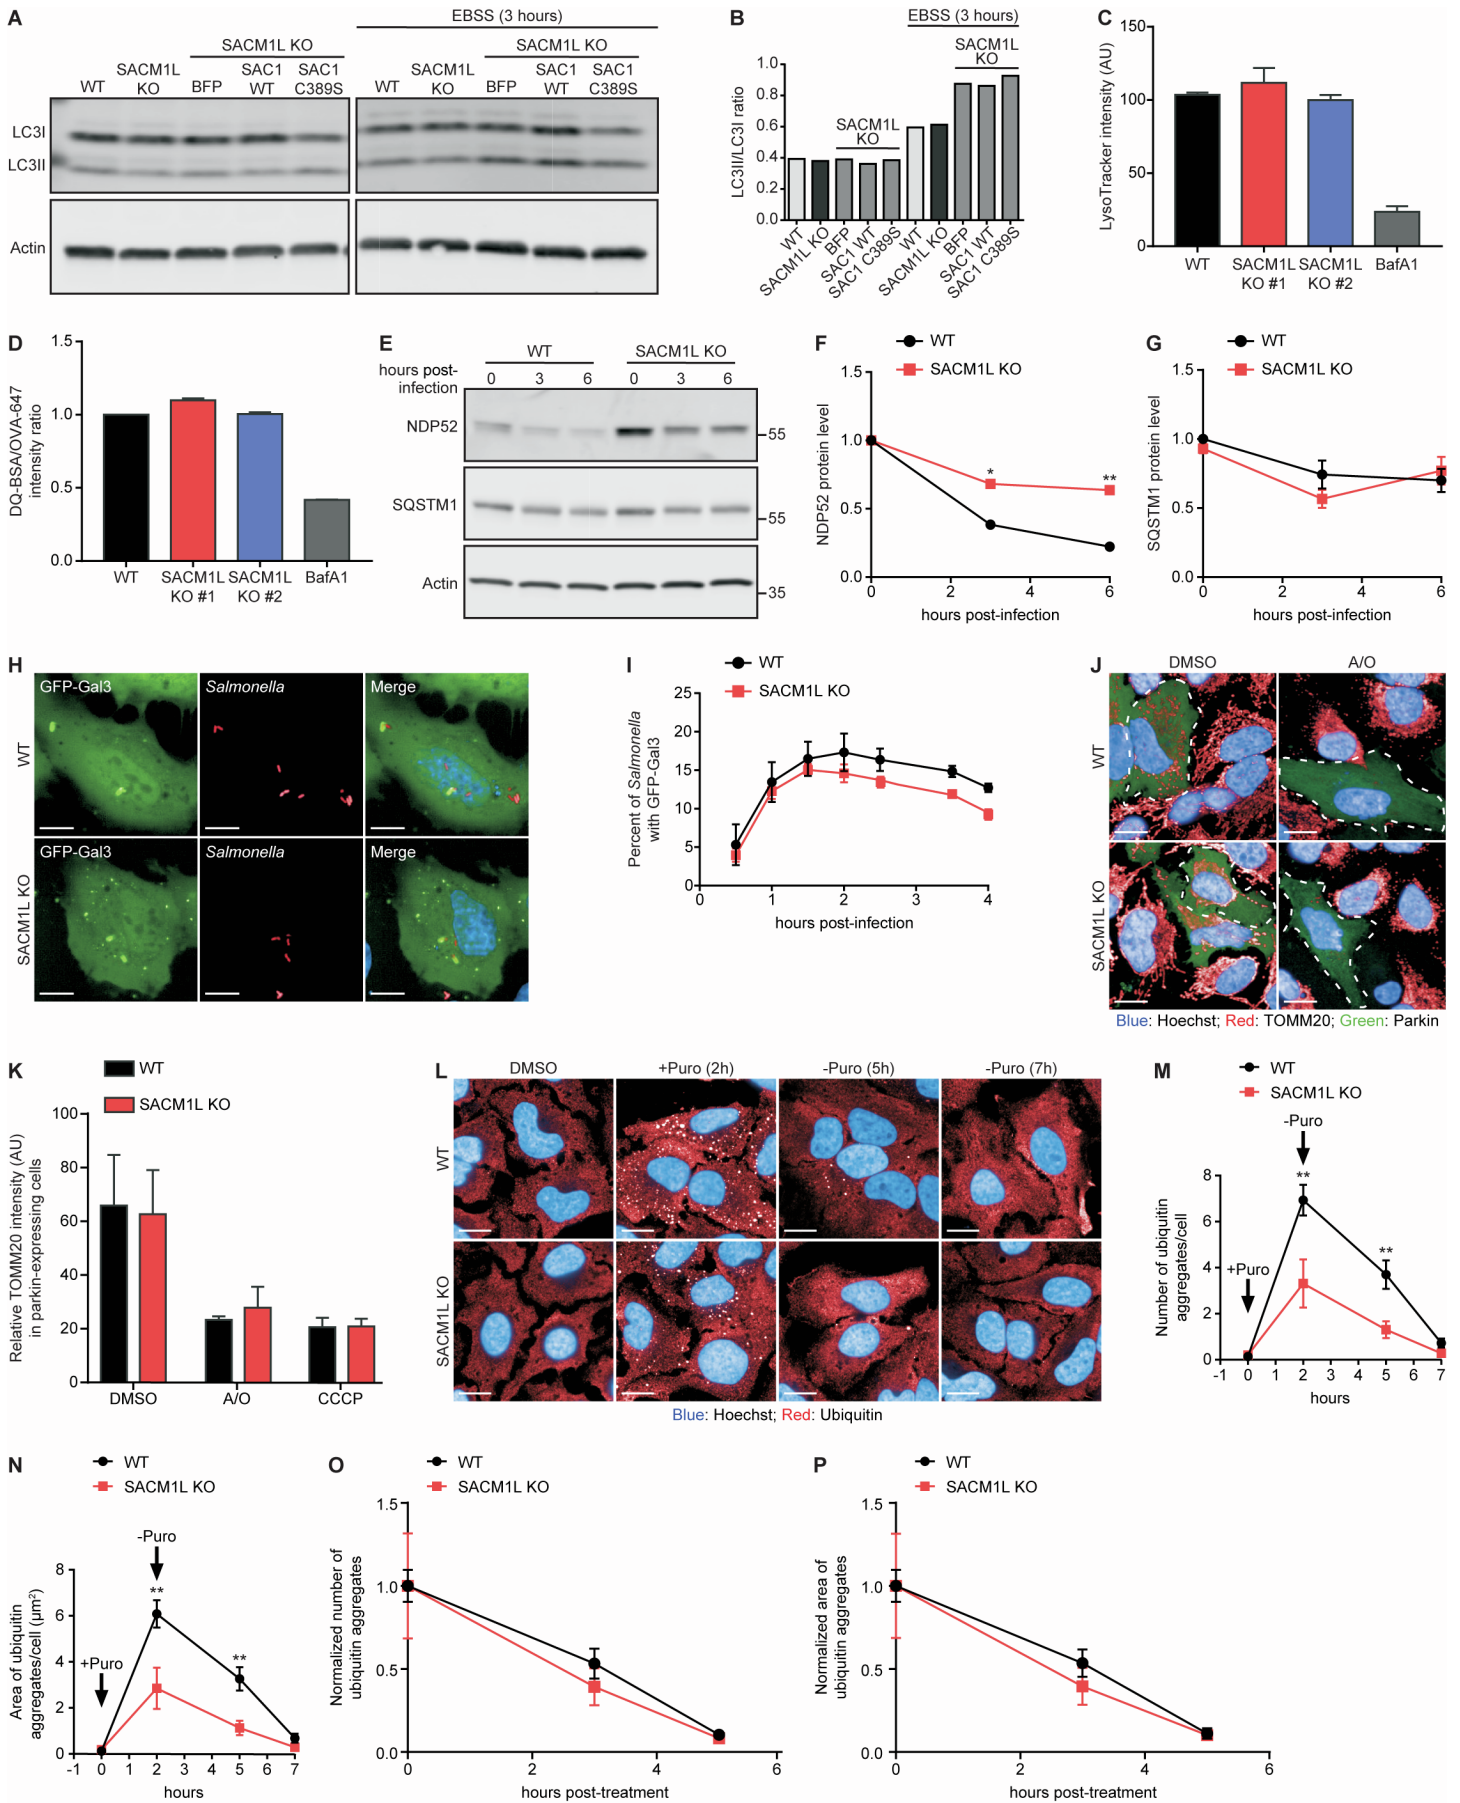 A
EBSS (3 hours)
SACM1L KO
SACM1L KO
WT
SACM1L
KO
BFP
SAC1
WT
SAC1
C389S
WT
SACM1L
KO
BFP
SAC1
WT
SAC1
C389S
LC3I
LC3II
Actin
B
EBSS (3 hours)
SACM1L
KO
SACM1L
KO
LC3II/LC3I ratio
1.0
0.8
0.6
0.4
0.2
0.0
WT
SACM1L KO
BFP
SAC1 WT
SAC1 C389S
WT
SACM1L KO
BFP
SAC1 WT
SAC1 C389S
C
LysoTracker intensity (AU)
150
100
50
0
WT
SACM1L
KO #1
SACM1L
KO #2
BafA1
D
DQ-BSA/OVA-647
intensity ratio
1.5
1.0
0.5
0.0
WT
SACM1L
KO #1
SACM1L
KO #2
BafA1
E
WT
SACM1L KO
hours post-
infection
0 3 6 0 3 6
NDP52
55
SQSTM1
55
Actin
35
F
WT
SACM1L KO
NDP52 protein level
1.5
1.0
0.5
0.0
*
**
0 2 4 6
hours post-infection
G
WT
SACM1L KO
SQSTM1 protein level
1.5
1.0
0.5
0.0
0 2 4 6
hours post-infection
H
GFP-Gal3
Salmonella
Merge
WT
GFP-Gal3
Salmonella
Merge
SACM1L KO
I
WT
SACM1L KO
Percent of Salmonella
with GFP-Gal3
25
20
15
10
5
0
0 1 2 3 4
hours post-infection
J
DMSO
A/O
WT
SACM1L KO
Blue: Hoechst; Red: TOMM20; Green: Parkin
K
WT
SACM1L KO
Relative TOMM20 intensity (AU)
in parkin-expressing cells
100
80
60
40
20
0
DMSO
A/O
CCCP
L
DMSO
+Puro (2h)
-Puro (5h)
-Puro (7h)
WT
SACM1L KO
Blue: Hoechst; Red: Ubiquitin
M
WT
SACM1L KO
-Puro
+Puro
**
**
Number of ubiquitin
aggregates/cell
8
6
4
2
0
-1 0 1 2 3 4 5 6 7
hours
N
WT
SACM1L KO
-Puro
+Puro
**
**
Area of ubiquitin
aggregates/cell (µm²)
8
6
4
2
0
-1 0 1 2 3 4 5 6 7
hours
O
WT
SACM1L KO
Normalized number of
ubiquitin aggregates
1.5
1.0
0.5
0.0
0 2 4 6
hours post-treatment
P
WT
SACM1L KO
Normalized area of
ubiquitin aggregates
1.5
1.0
0.5
0.0
0 2 4 6
hours post-treatment